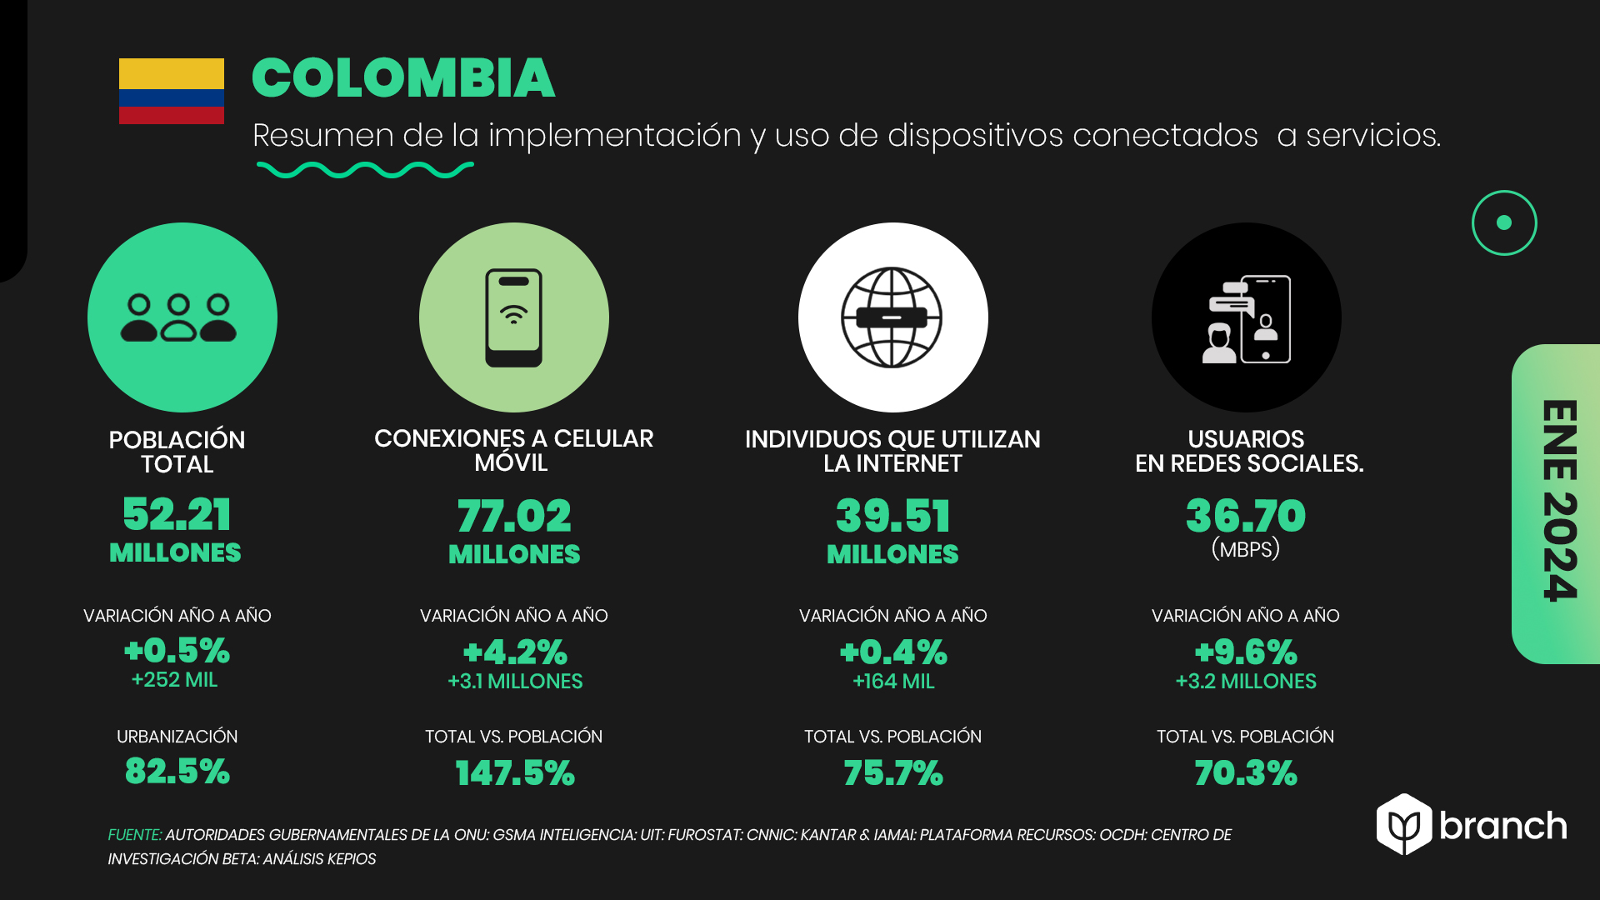 COLOMBIA
Resumen de la implementación y uso de dispositivos conectados a servicios.
POBLACIÓN
TOTAL
52.21
MILLONES
VARIACIÓN AÑO A AÑO
+0.5%
+252 MIL
URBANIZACIÓN
82.5%
CONEXIONES A CELULAR
MÓVIL
77.02
MILLONES
VARIACIÓN AÑO A AÑO
+4.2%
+3.1 MILLONES
TOTAL VS. POBLACIÓN
147.5%
INDIVIDUOS QUE UTILIZAN
LA INTERNET
39.51
MILLONES
VARIACIÓN AÑO A AÑO
+0.4%
+164 MIL
TOTAL VS. POBLACIÓN
75.7%
USUARIOS
EN REDES SOCIALES.
36.70
(MBPS)
VARIACIÓN AÑO A AÑO
+9.6%
+3.2 MILLONES
TOTAL VS. POBLACIÓN
70.3%
ENE 2024
FUENTE: AUTORIDADES GUBERNAMENTALES DE LA ONU: GSMA INTELIGENCIA: UIT: FUROSTAT: CNNIC: KANTAR & IAMAI: PLATAFORMA RECURSOS: OCDH: CENTRO DE
INVESTIGACIÓN BETA: ANÁLISIS KEPIOS
branch